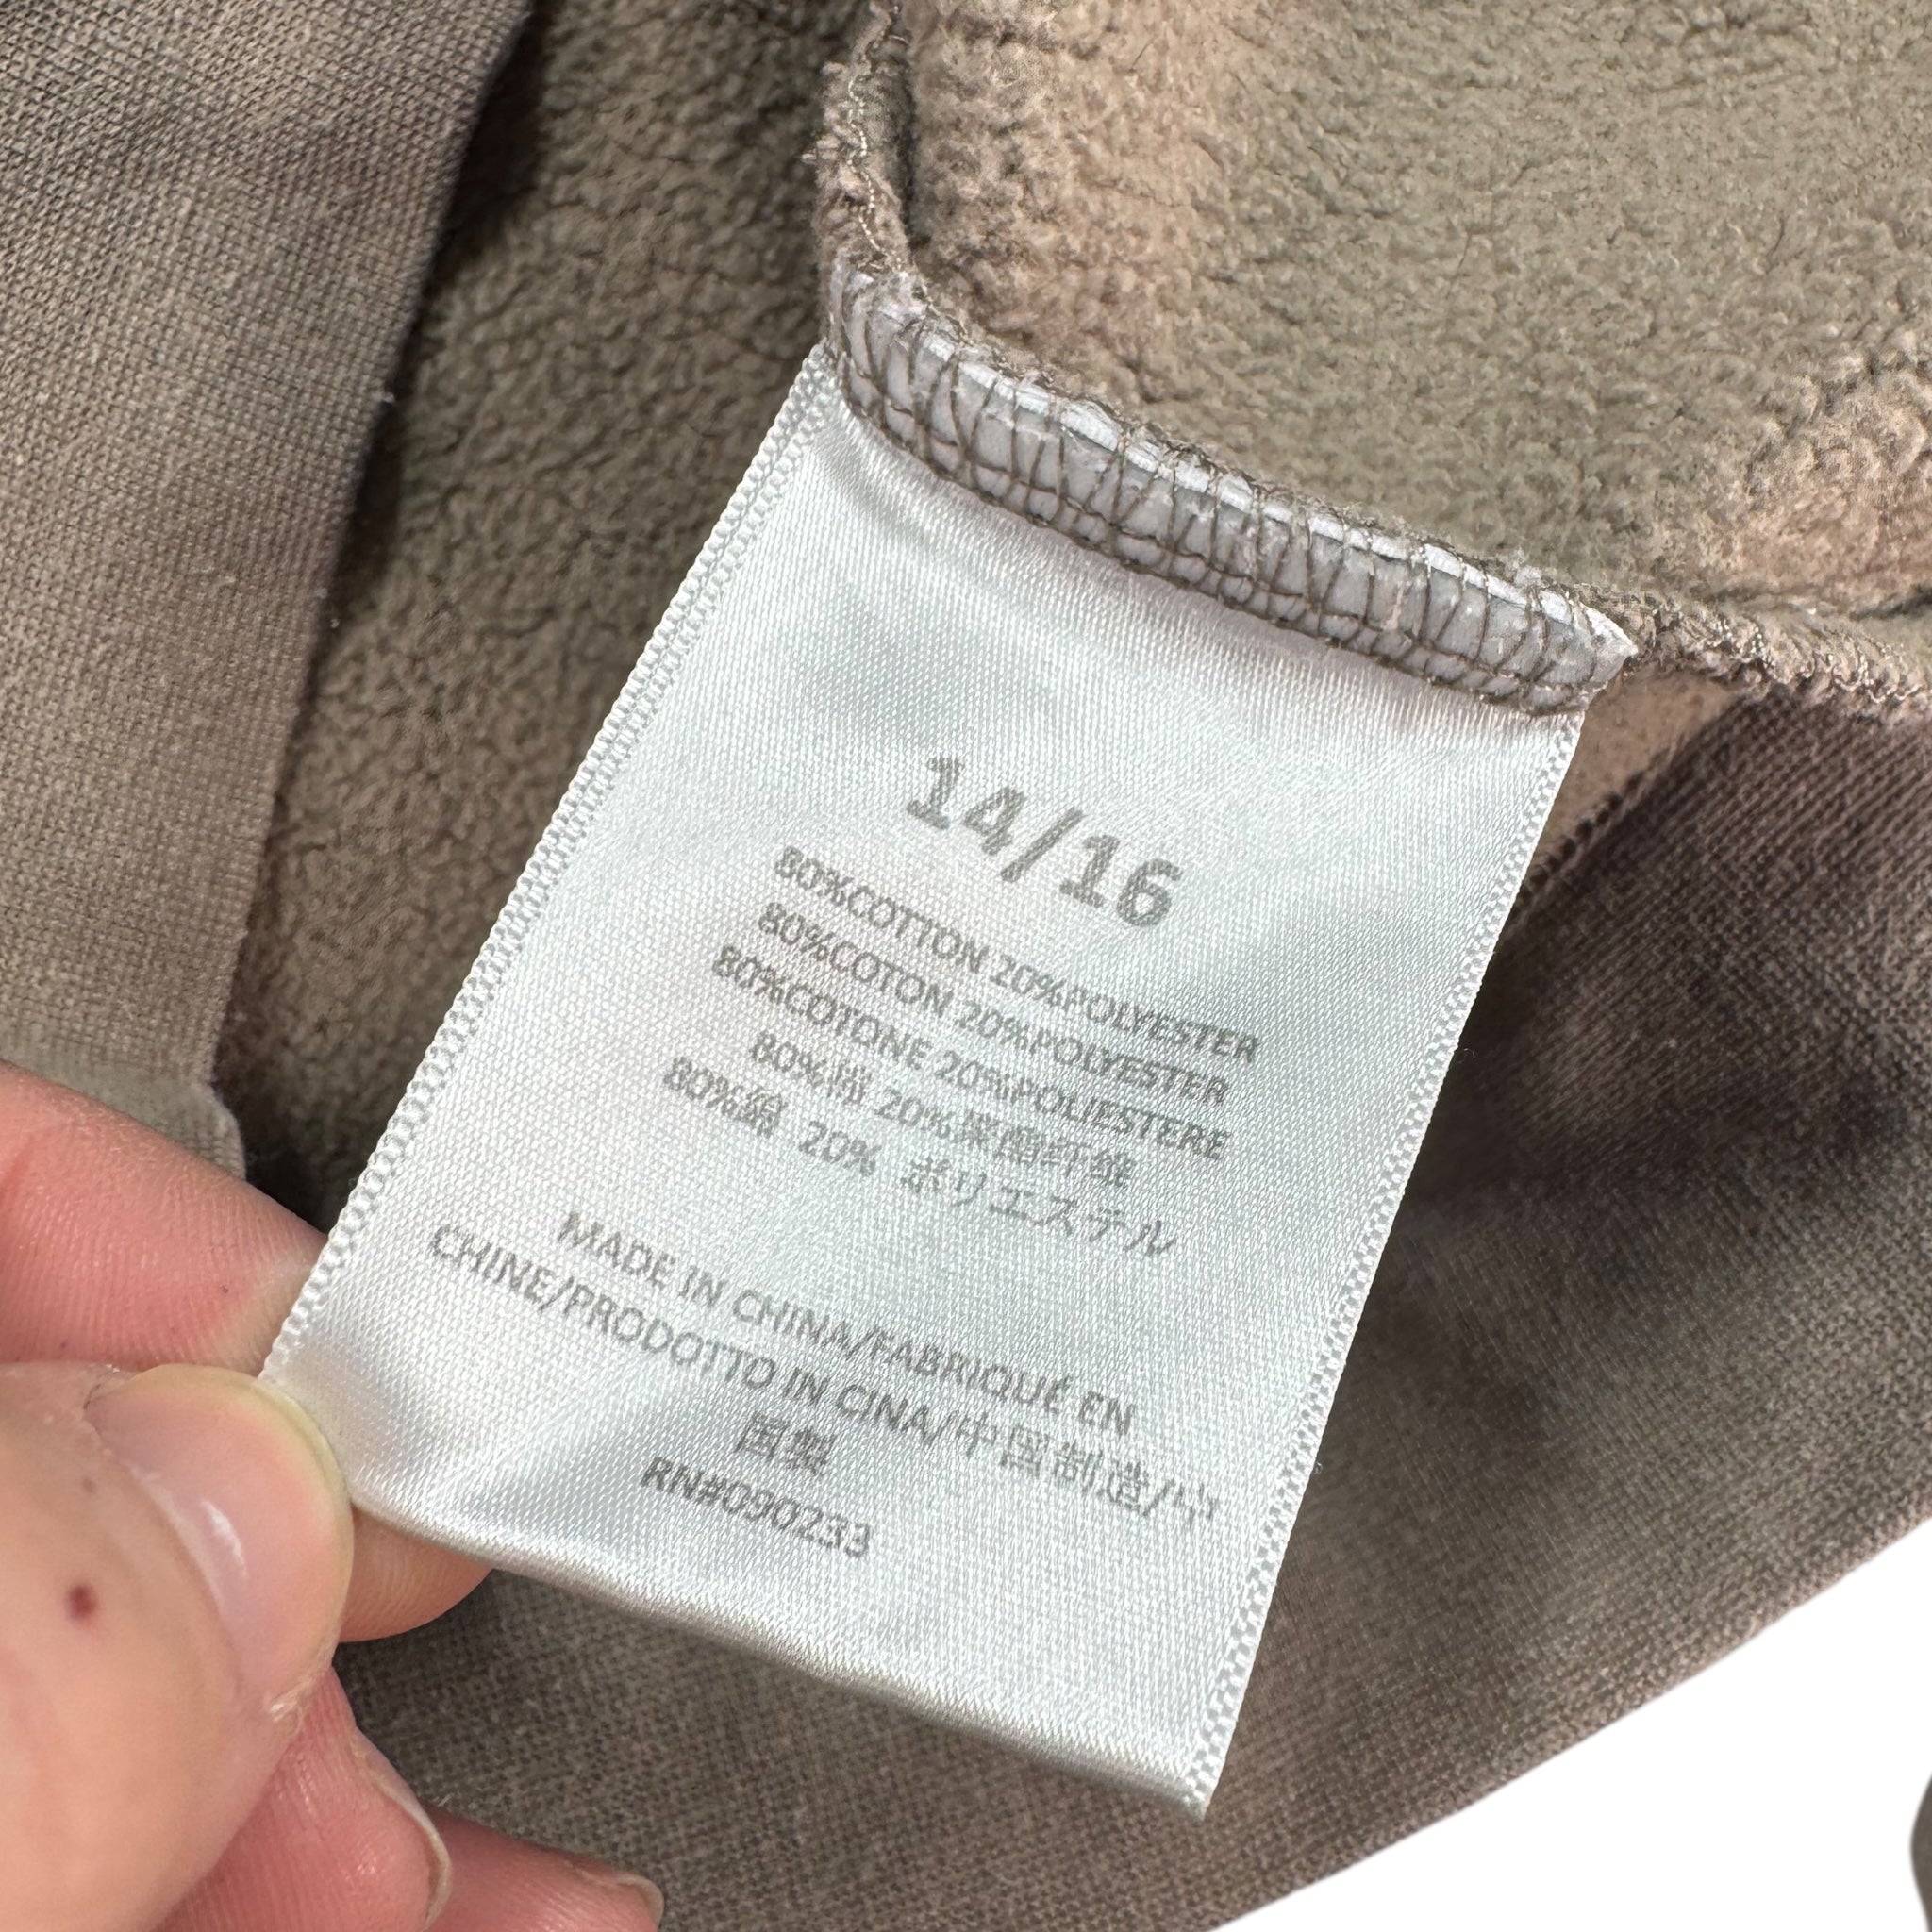 14/16
80%COTTON 20%POLYESTER
80%COTON 20%POLYESTER
80%COTONE 20%POLIESTERE
80%棉 20%聚酯纤维
80%綿 20% ポリエステル
MADE IN CHINA/FABRIQUÉ EN
CHINE/PRODOTTO IN CINA/中国制造/中
国製
RN#090233